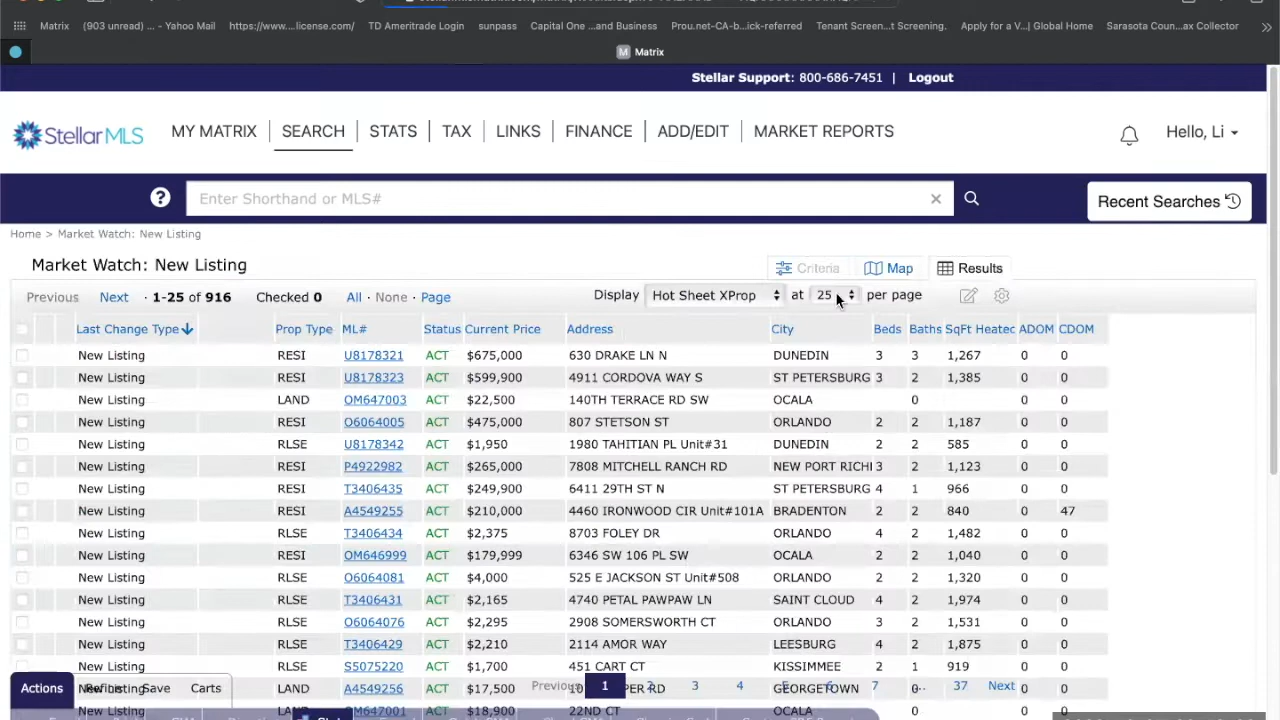 Matrix (903 unread) ... - Yahoo Mail https://www....license.com/ TD Ameritrade Login sunpass Capital One ...and Business Prou.net-CA-b...ick-referred Tenant Screen...Screening. Apply for a V...| Global Home Sarasota Coun...ax Collector
M Matrix
Stellar Support: 800-686-7451 | Logout
StellarMLS MY MATRIX SEARCH STATS TAX LINKS FINANCE ADD/EDIT MARKET REPORTS Hello, Li
? Enter Shorthand or MLS# Recent Searches
Home > Market Watch: New Listing
Market Watch: New Listing Criteria Map Results
Previous Next · 1-25 of 916 Checked 0 All · None · Page Display Hot Sheet XProp at 25 per page
Last Change Type Prop Type ML# Status Current Price Address City Beds Baths SqFt Heated ADOM CDOM
New Listing RESI U8178321 ACT $675,000 630 DRAKE LN N DUNEDIN 3 3 1,267 0 0
New Listing RESI U8178323 ACT $599,900 4911 CORDOVA WAY S ST PETERSBURG 3 2 1,385 0 0
New Listing LAND OM647003 ACT $22,500 140TH TERRACE RD SW OCALA 0 0 0
New Listing RESI O6064005 ACT $475,000 807 STETSON ST ORLANDO 2 2 1,187 0 0
New Listing RLSE U8178342 ACT $1,950 1980 TAHITIAN PL Unit#31 DUNEDIN 2 2 585 0 0
New Listing RESI P4922982 ACT $265,000 7808 MITCHELL RANCH RD NEW PORT RICHI 3 2 1,123 0 0
New Listing RESI T3406435 ACT $249,900 6411 29TH ST N ST PETERSBURG 4 1 966 0 0
New Listing RESI A4549255 ACT $210,000 4460 IRONWOOD CIR Unit#101A BRADENTON 2 2 840 0 47
New Listing RLSE T3406434 ACT $2,375 8703 FOLEY DR ORLANDO 4 2 1,482 0 0
New Listing RESI OM646999 ACT $179,999 6346 SW 106 PL SW OCALA 2 2 1,040 0 0
New Listing RLSE O6064081 ACT $4,000 525 E JACKSON ST Unit#508 ORLANDO 2 2 1,320 0 0
New Listing RLSE T3406431 ACT $2,165 4740 PETAL PAWPAW LN SAINT CLOUD 4 2 1,974 0 0
New Listing RLSE O6064076 ACT $2,295 2908 SOMERSWORTH CT ORLANDO 3 2 1,531 0 0
New Listing RLSE T3406429 ACT $2,210 2114 AMOR WAY LEESBURG 4 2 1,875 0 0
New Listing RLSE S5075220 ACT $1,700 451 CART CT KISSIMMEE 2 1 919 0 0
Actions Refine Save Carts LAND A4549256 ACT $17,500 Previous 1 2 3 4 5 6 7 ... 37 Next GEORGETOWN 0 0 0
New Listing LAND OM647001 ACT $18,900 22ND CT OCALA 0 0 0